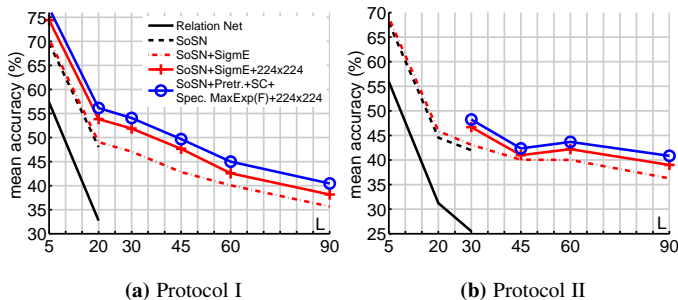 75
70
65
60
55
50
45
40
35
30
mean accuracy (%)
5 20 30 45 60 90
L
Relation Net
SoSN
SoSN+SigmE
SoSN+SigmE+224x224
SoSN+Pretr.+SC+
Spec. MaxExp(F)+224x224
(a) Protocol I
70
65
60
55
50
45
40
35
30
25
mean accuracy (%)
5 20 30 45 60 90
L
(b) Protocol II